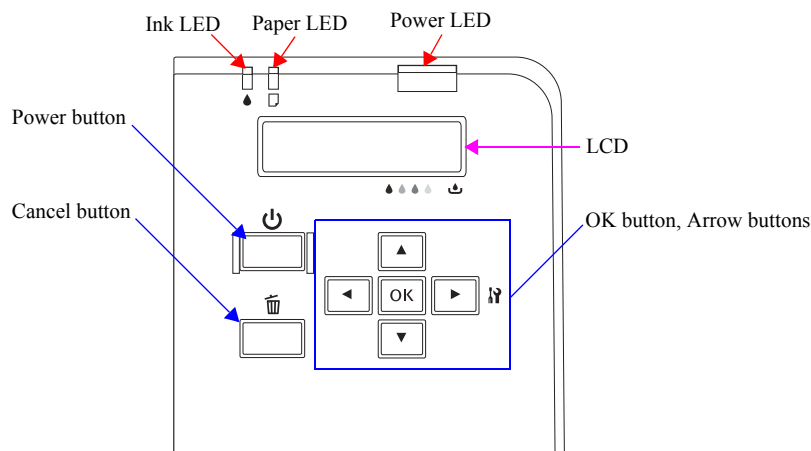 Ink LED
Paper LED
Power LED
Power button
LCD
Cancel button
OK button, Arrow buttons
OK